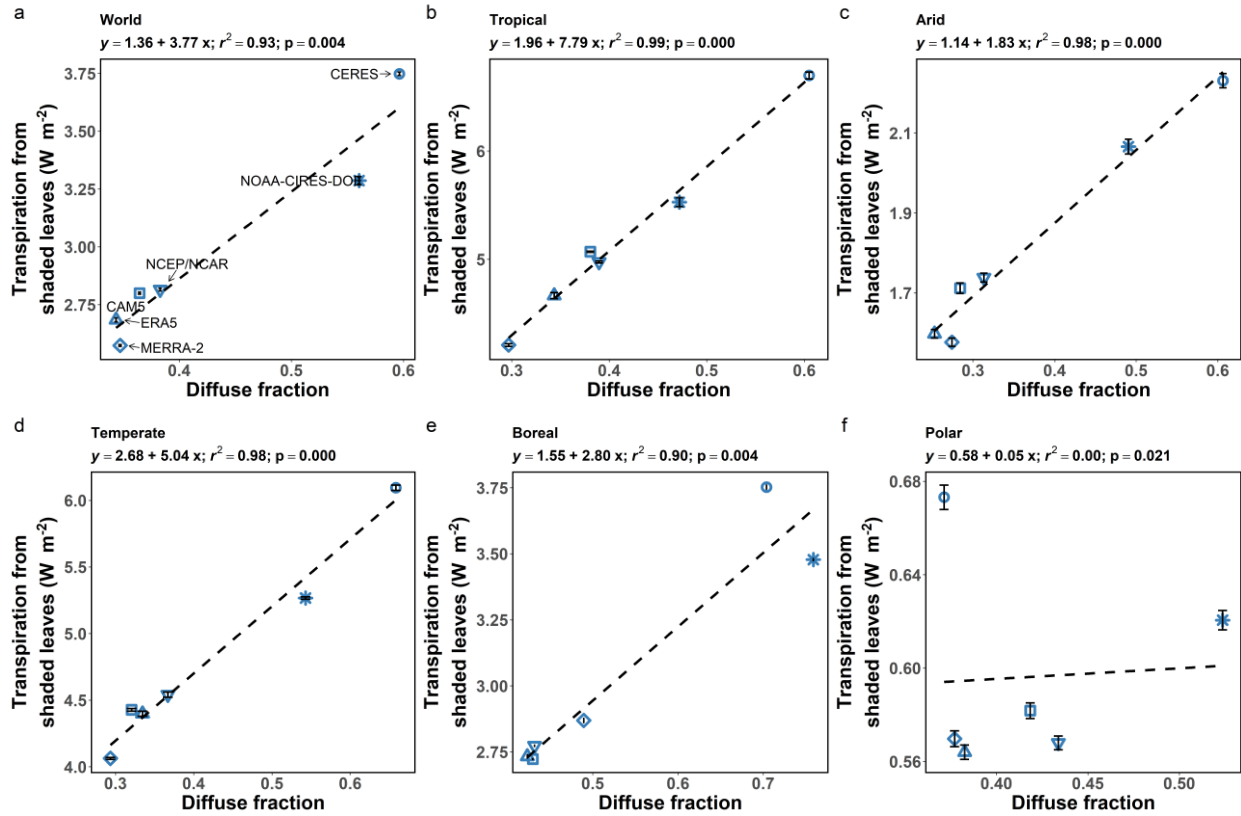 a
World
y = 1.36 + 3.77 x; r² = 0.93; p = 0.004
Transpiration from
shaded leaves (W m⁻²)
3.75
3.50
3.25
3.00
2.75
CERES
NOAA-CIRES-DOE
NCEP/NCAR
CAM5
ERA5
MERRA-2
0.4
0.5
0.6
Diffuse fraction
b
Tropical
y = 1.96 + 7.79 x; r² = 0.99; p = 0.000
Transpiration from
shaded leaves (W m⁻²)
6
5
0.3
0.4
0.5
0.6
Diffuse fraction
c
Arid
y = 1.14 + 1.83 x; r² = 0.98; p = 0.000
Transpiration from
shaded leaves (W m⁻²)
2.1
1.9
1.7
0.3
0.4
0.5
0.6
Diffuse fraction
d
Temperate
y = 2.68 + 5.04 x; r² = 0.98; p = 0.000
Transpiration from
shaded leaves (W m⁻²)
6.0
5.5
5.0
4.5
4.0
0.3
0.4
0.5
0.6
Diffuse fraction
e
Boreal
y = 1.55 + 2.80 x; r² = 0.90; p = 0.004
Transpiration from
shaded leaves (W m⁻²)
3.75
3.50
3.25
3.00
2.75
0.5
0.6
0.7
Diffuse fraction
f
Polar
y = 0.58 + 0.05 x; r² = 0.00; p = 0.021
Transpiration from
shaded leaves (W m⁻²)
0.68
0.64
0.60
0.56
0.40
0.45
0.50
Diffuse fraction